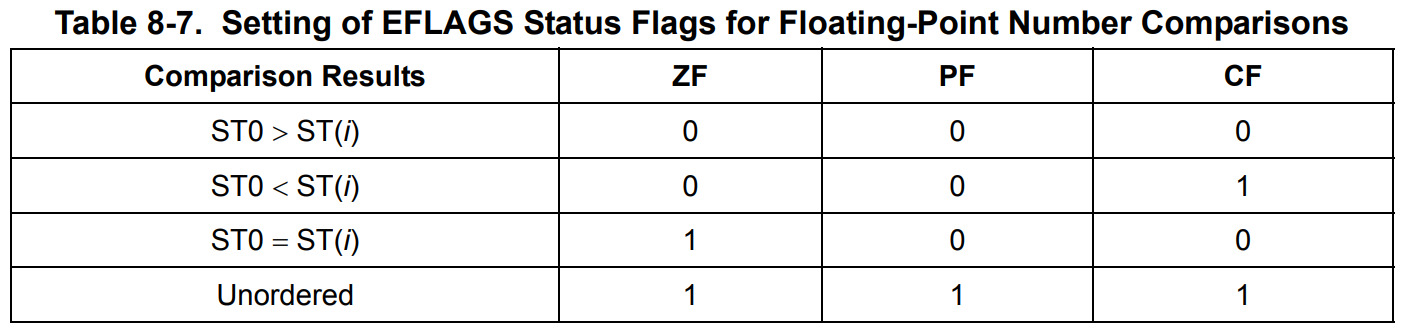 Table 8-7. Setting of EFLAGS Status Flags for Floating-Point Number Comparisons
Comparison Results ZF PF CF
ST0 > ST(i) 0 0 0
ST0 < ST(i) 0 0 1
ST0 = ST(i) 1 0 0
Unordered 1 1 1